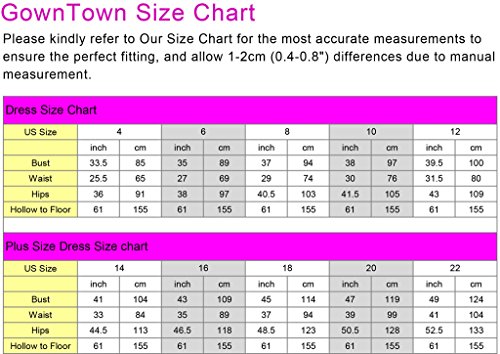 GownTown Size Chart
Please kindly refer to Our Size Chart for the most accurate measurements to
ensure the perfect fitting, and allow 1-2cm (0.4-0.8") differences due to manual
measurement.
Dress Size Chart
US Size 4 6 8 10 12
inch cm inch cm inch cm inch cm inch cm
Bust 33.5 85 35 89 37 94 38 97 39.5 100
Waist 25.5 65 27 69 29 74 30 76 31.5 80
Hips 36 91 38 97 40.5 103 41.5 105 43 109
Hollow to Floor 61 155 61 155 61 155 61 155 61 155
Plus Size Dress Size chart
US Size 14 16 18 20 22
inch cm inch cm inch cm inch cm inch cm
Bust 41 104 43 109 45 114 47 119 49 124
Waist 33 84 35 89 37 94 39 99 41 104
Hips 44.5 113 46.5 118 48.5 123 50.5 128 52.5 133
Hollow to Floor 61 155 61 155 61 155 61 155 61 155